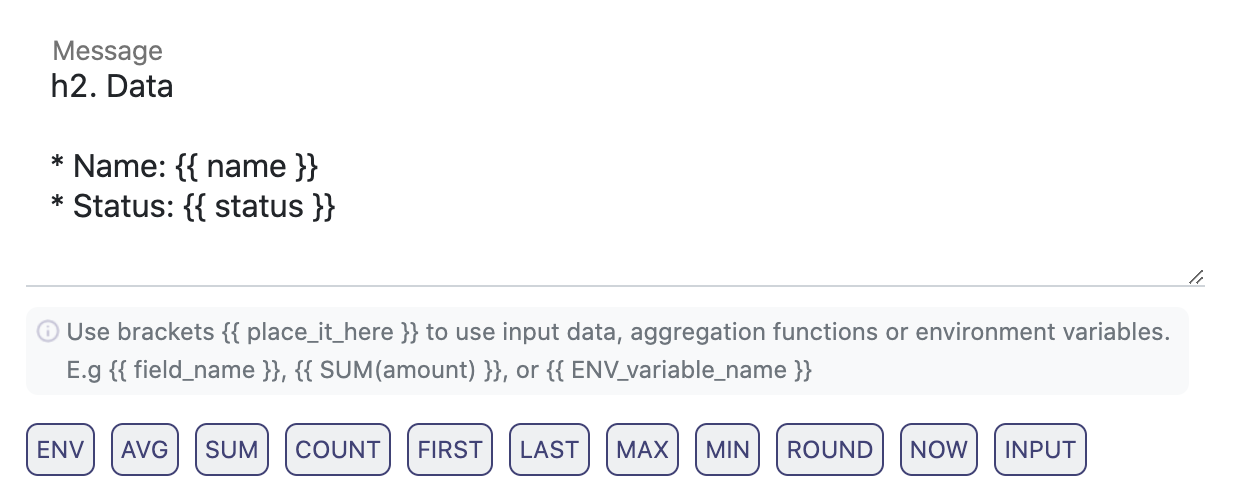 Message
h2. Data
* Name: {{ name }}
* Status: {{ status }}
Use brackets {{ place_it_here }} to use input data, aggregation functions or environment variables.
E.g {{ field_name }}, {{ SUM(amount) }}, or {{ ENV_variable_name }}
ENV AVG SUM COUNT FIRST LAST MAX MIN ROUND NOW INPUT